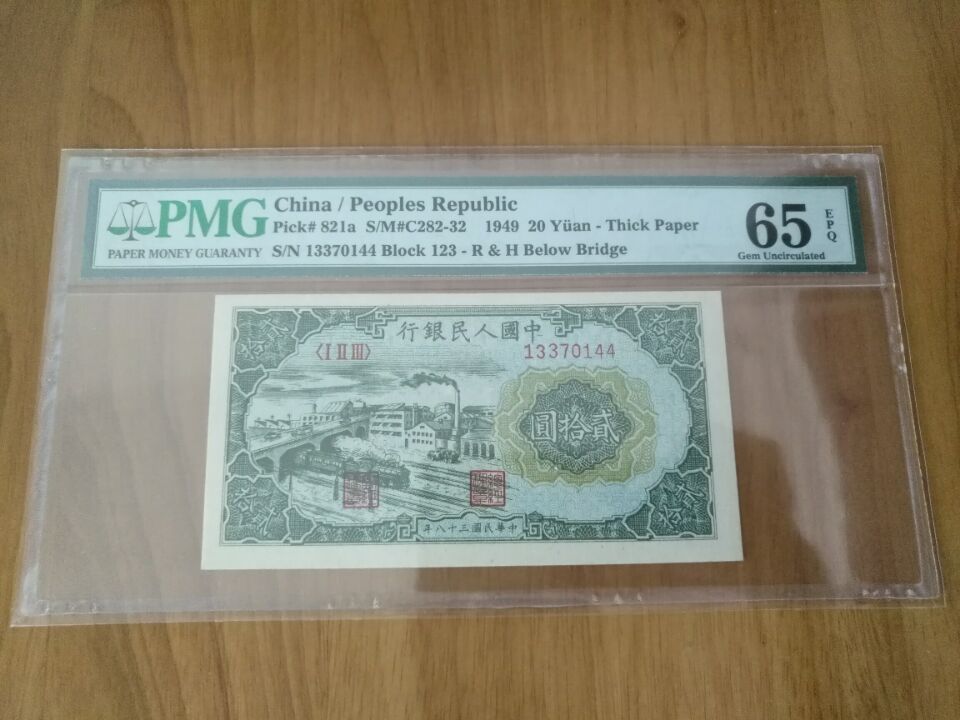 PMG
PAPER MONEY GUARANTY
China / Peoples Republic
Pick# 821a S/M#C282-32 1949 20 Yüan - Thick Paper
S/N 13370144 Block 123 - R & H Below Bridge
65
EPQ
Gem Uncirculated
行銀民人國中
〈I II III〉
13370144
圓拾貳
年八十三國民華中